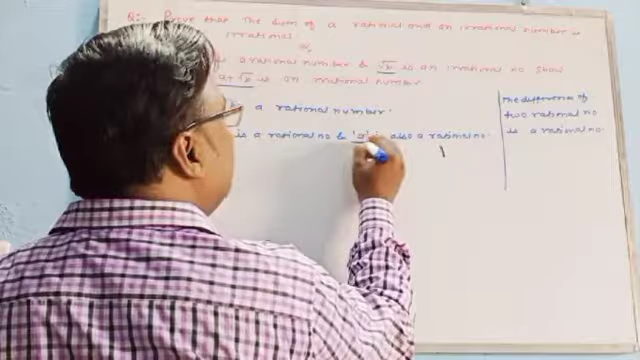 Q:- Prove that the sum of a rational and an irrational number is
irrational.
or
is a rational number & √b is an irrational no show
a+√b is an irrational number
a rational number.
is a rational no & 'a' is also a rational no.
The difference of
two rational no
is a rational no.